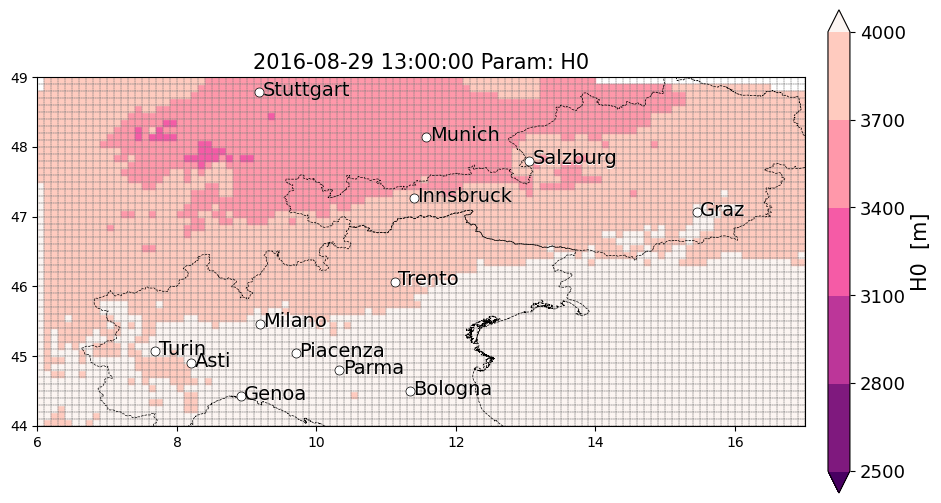 2016-08-29 13:00:00 Param: H0
49
48
47
46
45
44
6 8 10 12 14 16
Stuttgart
Munich
Salzburg
Innsbruck
Graz
Trento
Milano
Turin
Asti
Piacenza
Parma
Genoa
Bologna
4000
3700
3400
3100
2800
2500
H0 [m]